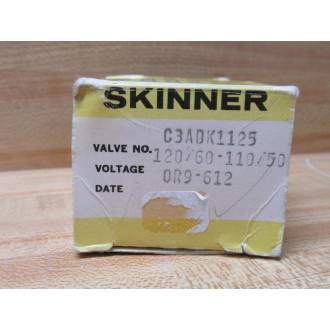 SKINNER
C3ADK1125
VALVE NO. 120/60-110/50
VOLTAGE 0R9-612
DATE